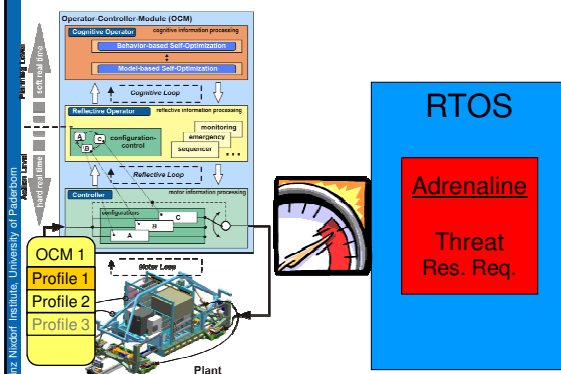 Operator-Controller-Module (OCM)
Cognitive Operator
cognitive information processing
Behavior-based Self-Optimization
Model-based Self-Optimization
Planning Level
soft real time
Cognitive Loop
Reflective Operator
reflective information processing
A
C
B
configuration-
control
monitoring
emergency
sequencer
...
Action Level
hard real time
Reflective Loop
Controller
motor information processing
configurations
C
B
A
Motor Loop
Plant
OCM 1
Profile 1
Profile 2
Profile 3
nz Nixdorf Institute, University of Paderborn
RTOS
Adrenaline
Threat
Res. Req.